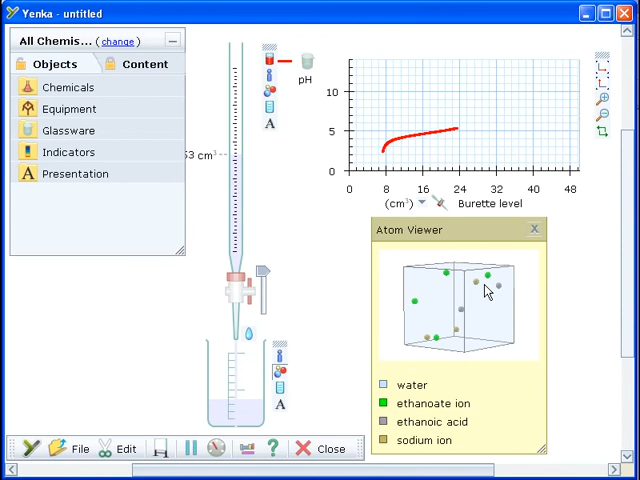 Yenka - untitled
All Chemis... (change)
Objects
Content
Chemicals
Equipment
Glassware
Indicators
A Presentation
53 cm³
A
pH
10
5
0
0 8 16 24 32 40 48
(cm³) Burette level
Atom Viewer
X
water
ethanoate ion
ethanoic acid
sodium ion
A
File
Edit
?
Close